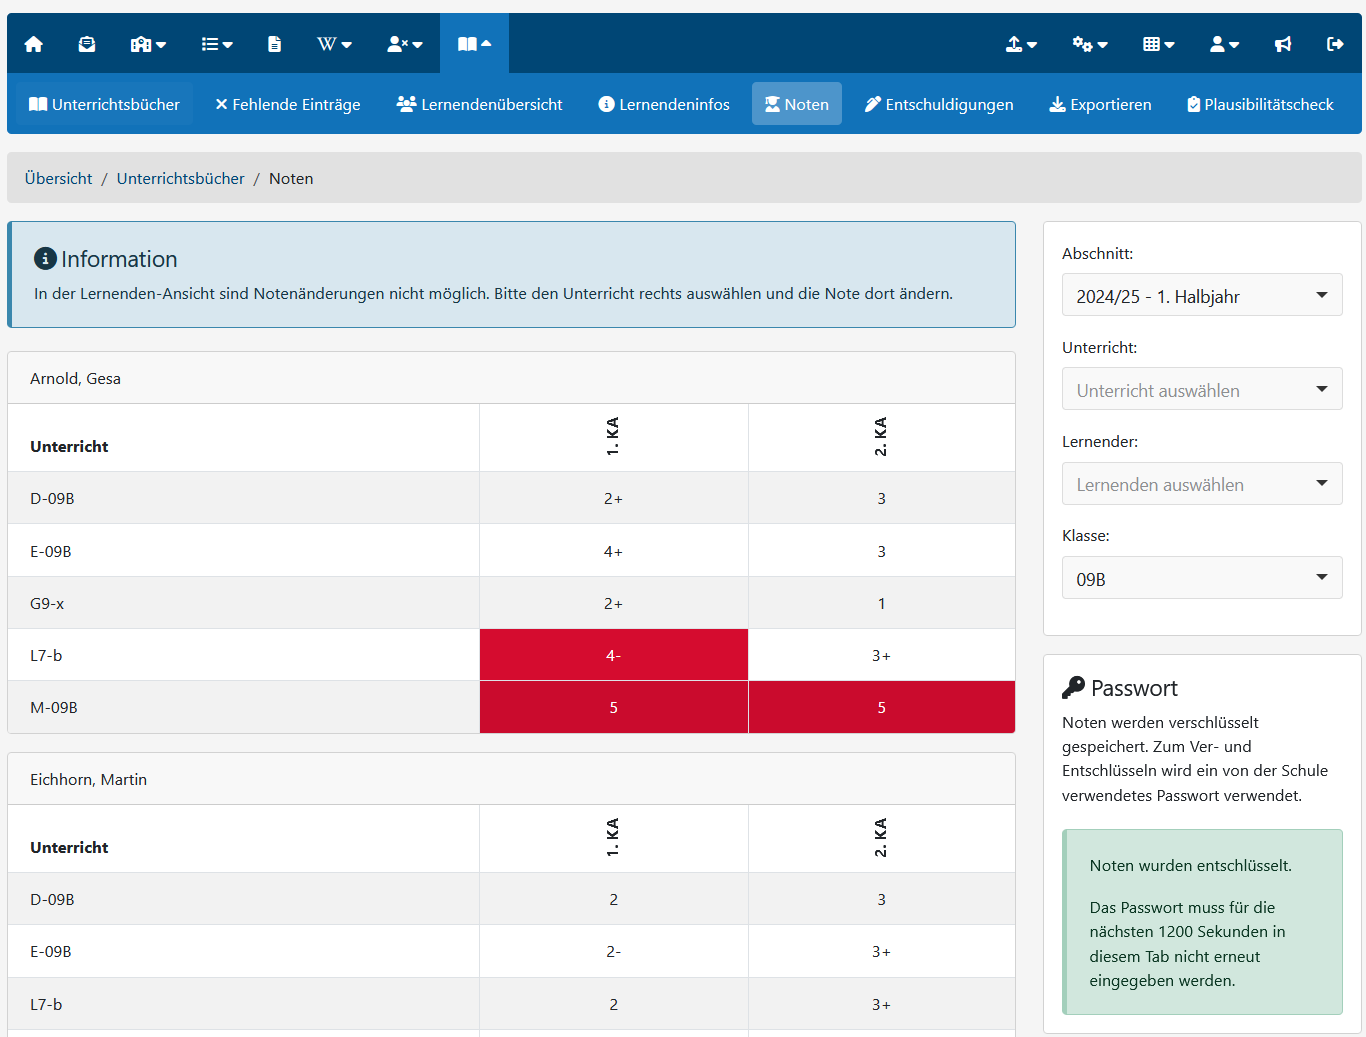 Unterrichtsbücher
Fehlende Einträge
Lernendenübersicht
Lernendeninfos
Noten
Entschuldigungen
Exportieren
Plausibilitätscheck
Übersicht / Unterrichtsbücher / Noten
Information
In der Lernenden-Ansicht sind Notenänderungen nicht möglich. Bitte den Unterricht rechts auswählen und die Note dort ändern.
Arnold, Gesa
Unterricht 1. KA 2. KA
D-09B 2+ 3
E-09B 4+ 3
G9-x 2+ 1
L7-b 4- 3+
M-09B 5 5
Eichhorn, Martin
Unterricht 1. KA 2. KA
D-09B 2 3
E-09B 2- 3+
L7-b 2 3+
Abschnitt:
2024/25 - 1. Halbjahr
Unterricht:
Unterricht auswählen
Lernender:
Lernenden auswählen
Klasse:
09B
Passwort
Noten werden verschlüsselt
gespeichert. Zum Ver- und
Entschlüsseln wird ein von der Schule
verwendetes Passwort verwendet.
Noten wurden entschlüsselt.
Das Passwort muss für die
nächsten 1200 Sekunden in
diesem Tab nicht erneut
eingegeben werden.